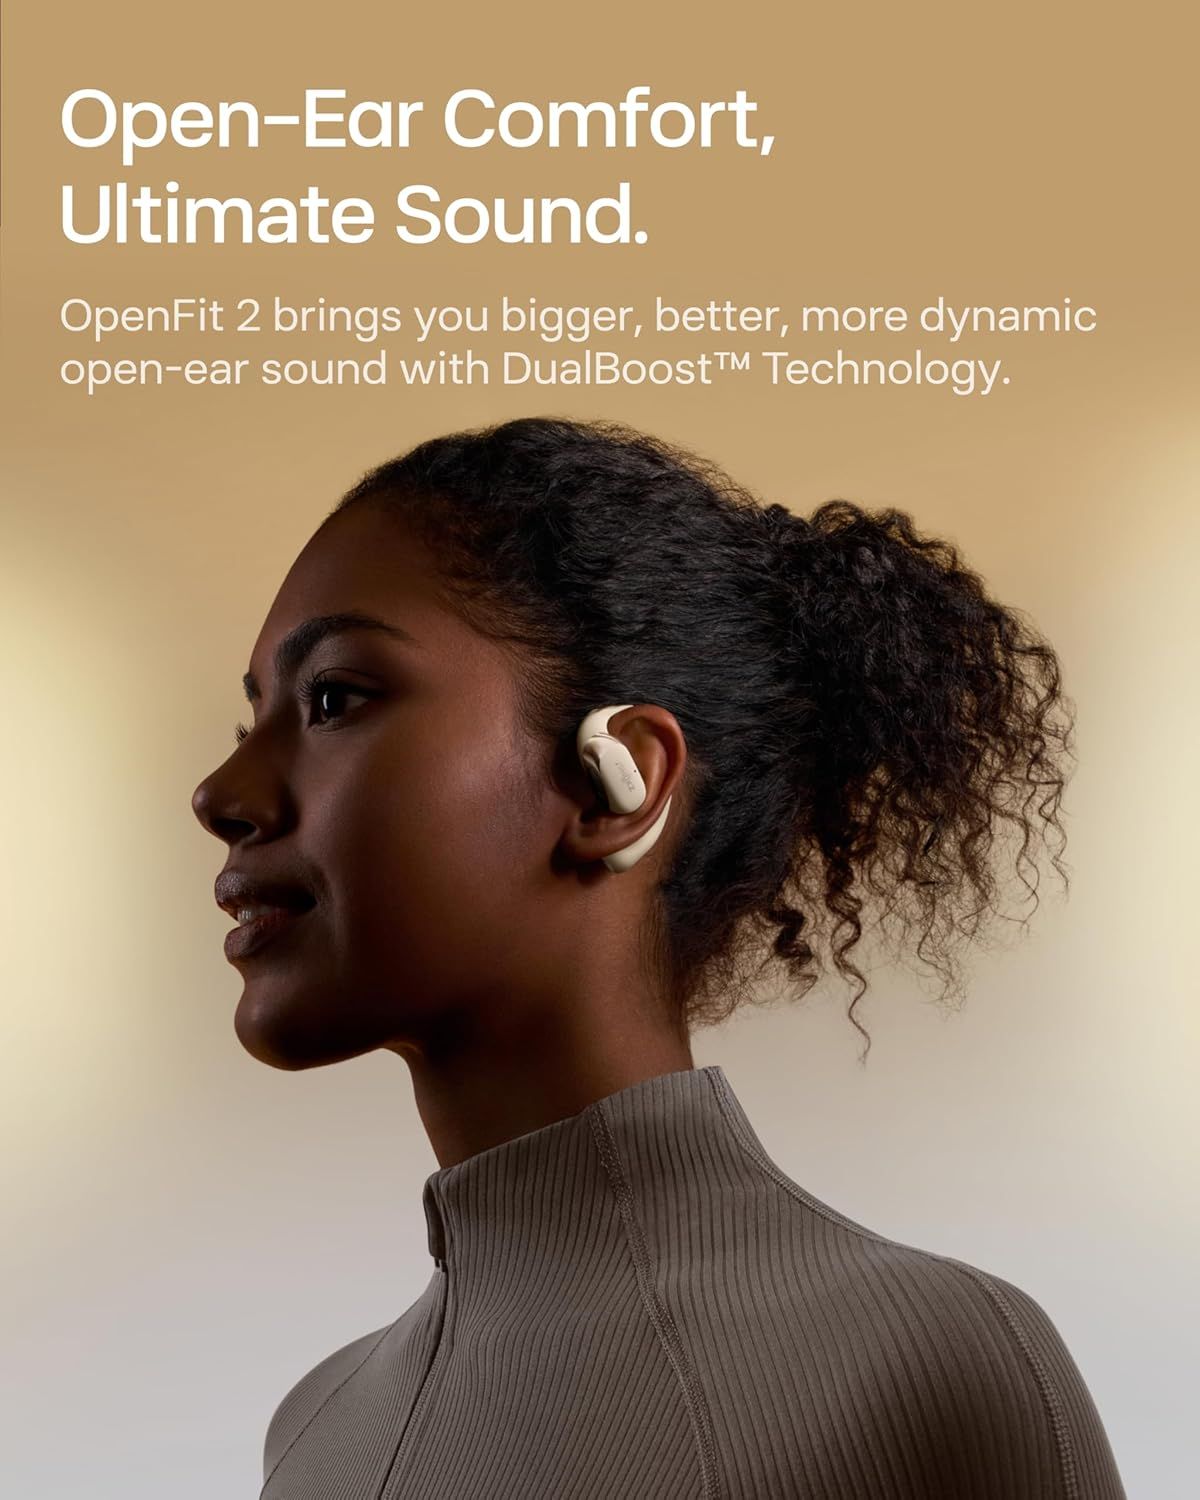 Open-Ear Comfort,
Ultimate Sound.
OpenFit 2 brings you bigger, better, more dynamic
open-ear sound with DualBoost™ Technology.